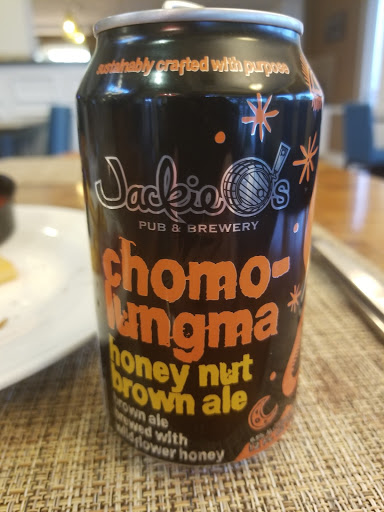 sustainably crafted with purpose
Jackie O's
PUB & BREWERY
chomo-
lungma
honey nut
brown ale
brown ale
brewed with
wildflower honey